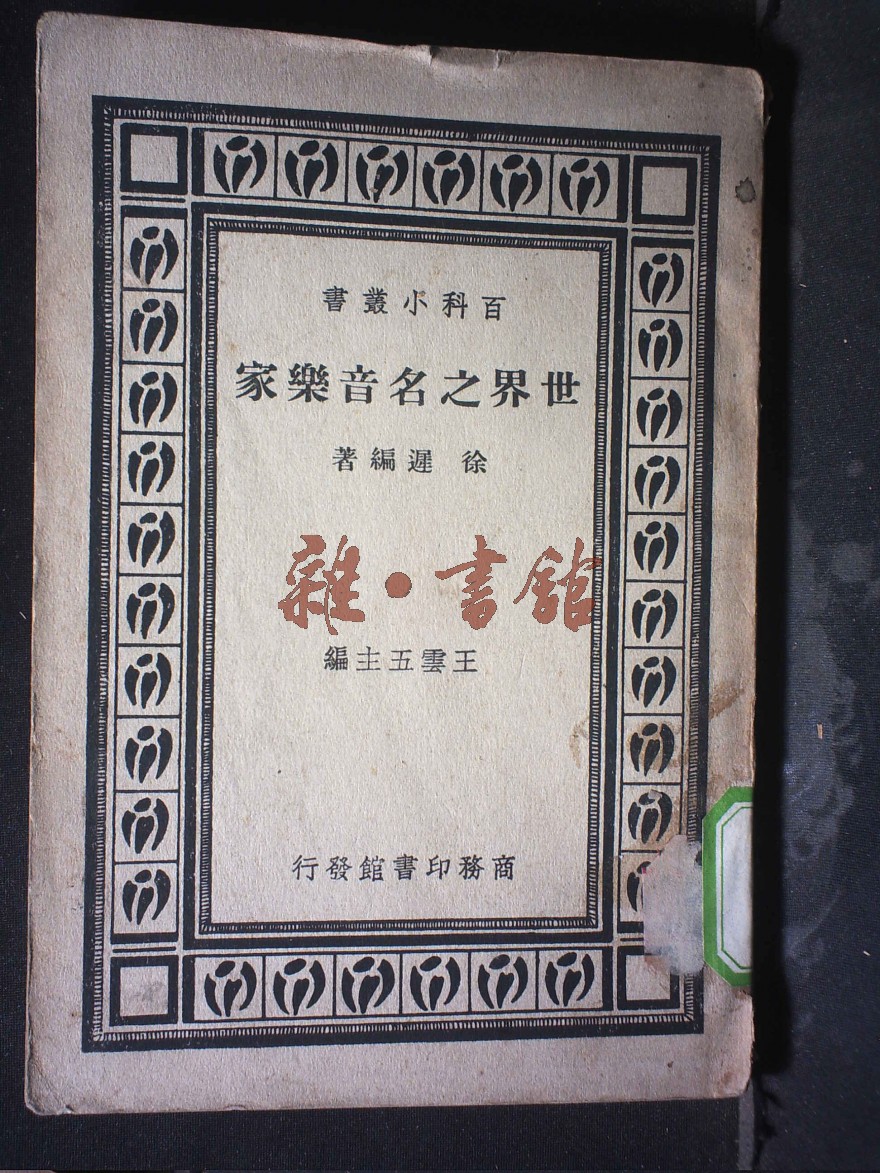 百科小叢書
世界之名音樂家
徐遲編著
雜·書舘
王雲五主編
商務印書館發行